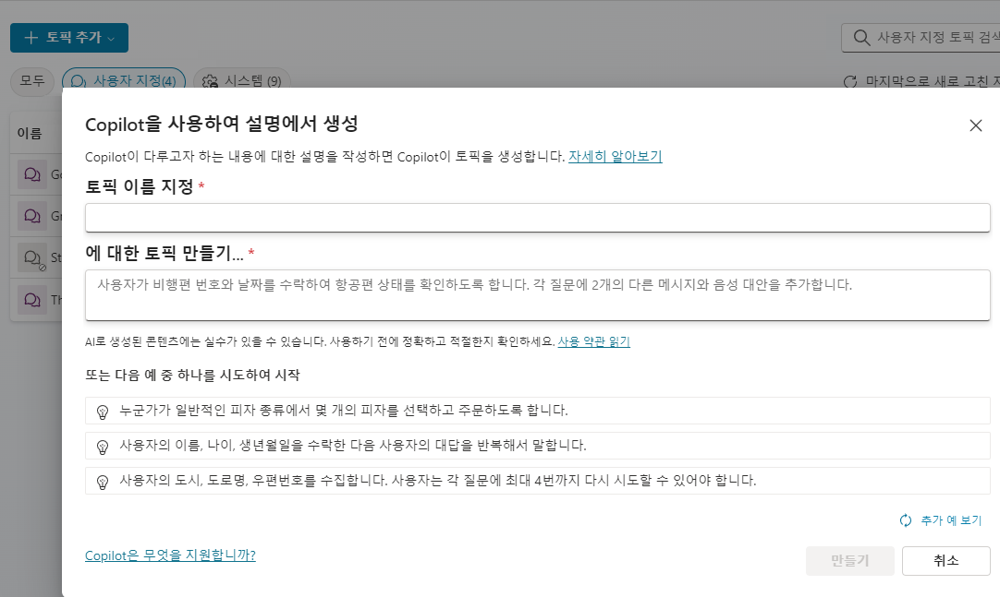 토픽 추가
사용자 지정 토픽 검색
모두
사용자 지정(4)
시스템 (9)
마지막으로 새로 고친
이름
Copilot을 사용하여 설명에서 생성
Copilot이 다루고자 하는 내용에 대한 설명을 작성하면 Copilot이 토픽을 생성합니다. 자세히 알아보기
토픽 이름 지정 *
에 대한 토픽 만들기... *
사용자가 비행편 번호와 날짜를 수락하여 항공편 상태를 확인하도록 합니다. 각 질문에 2개의 다른 메시지와 음성 대안을 추가합니다.
AI로 생성된 콘텐츠에는 실수가 있을 수 있습니다. 사용하기 전에 정확하고 적절한지 확인하세요. 사용 약관 읽기
또는 다음 예 중 하나를 시도하여 시작
누군가가 일반적인 피자 종류에서 몇 개의 피자를 선택하고 주문하도록 합니다.
사용자의 이름, 나이, 생년월일을 수락한 다음 사용자의 대답을 반복해서 말합니다.
사용자의 도시, 도로명, 우편번호를 수집합니다. 사용자는 각 질문에 최대 4번까지 다시 시도할 수 있어야 합니다.
추가 예 보기
Copilot은 무엇을 지원합니까?
만들기
취소